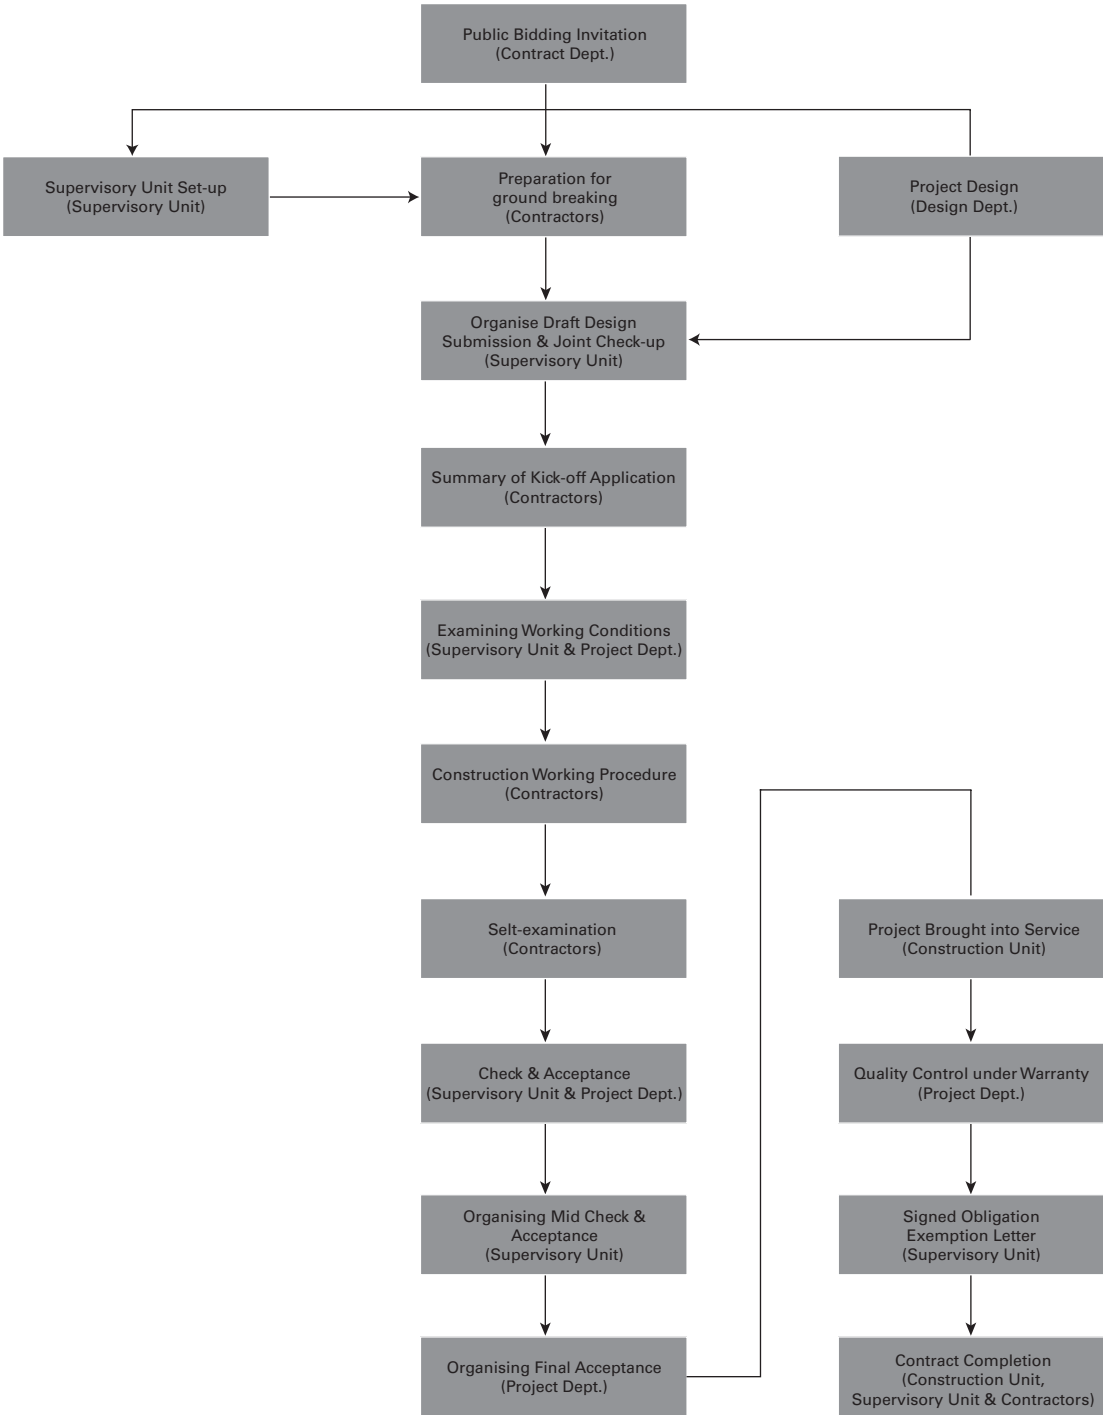 Public Bidding Invitation
(Contract Dept.)
Supervisory Unit Set-up
(Supervisory Unit)
Preparation for
ground breaking
(Contractors)
Project Design
(Design Dept.)
Organise Draft Design
Submission & Joint Check-up
(Supervisory Unit)
Summary of Kick-off Application
(Contractors)
Examining Working Conditions
(Supervisory Unit & Project Dept.)
Construction Working Procedure
(Contractors)
Selt-examination
(Contractors)
Check & Acceptance
(Supervisory Unit & Project Dept.)
Organising Mid Check &
Acceptance
(Supervisory Unit)
Organising Final Acceptance
(Project Dept.)
Project Brought into Service
(Construction Unit)
Quality Control under Warranty
(Project Dept.)
Signed Obligation
Exemption Letter
(Supervisory Unit)
Contract Completion
(Construction Unit,
Supervisory Unit & Contractors)